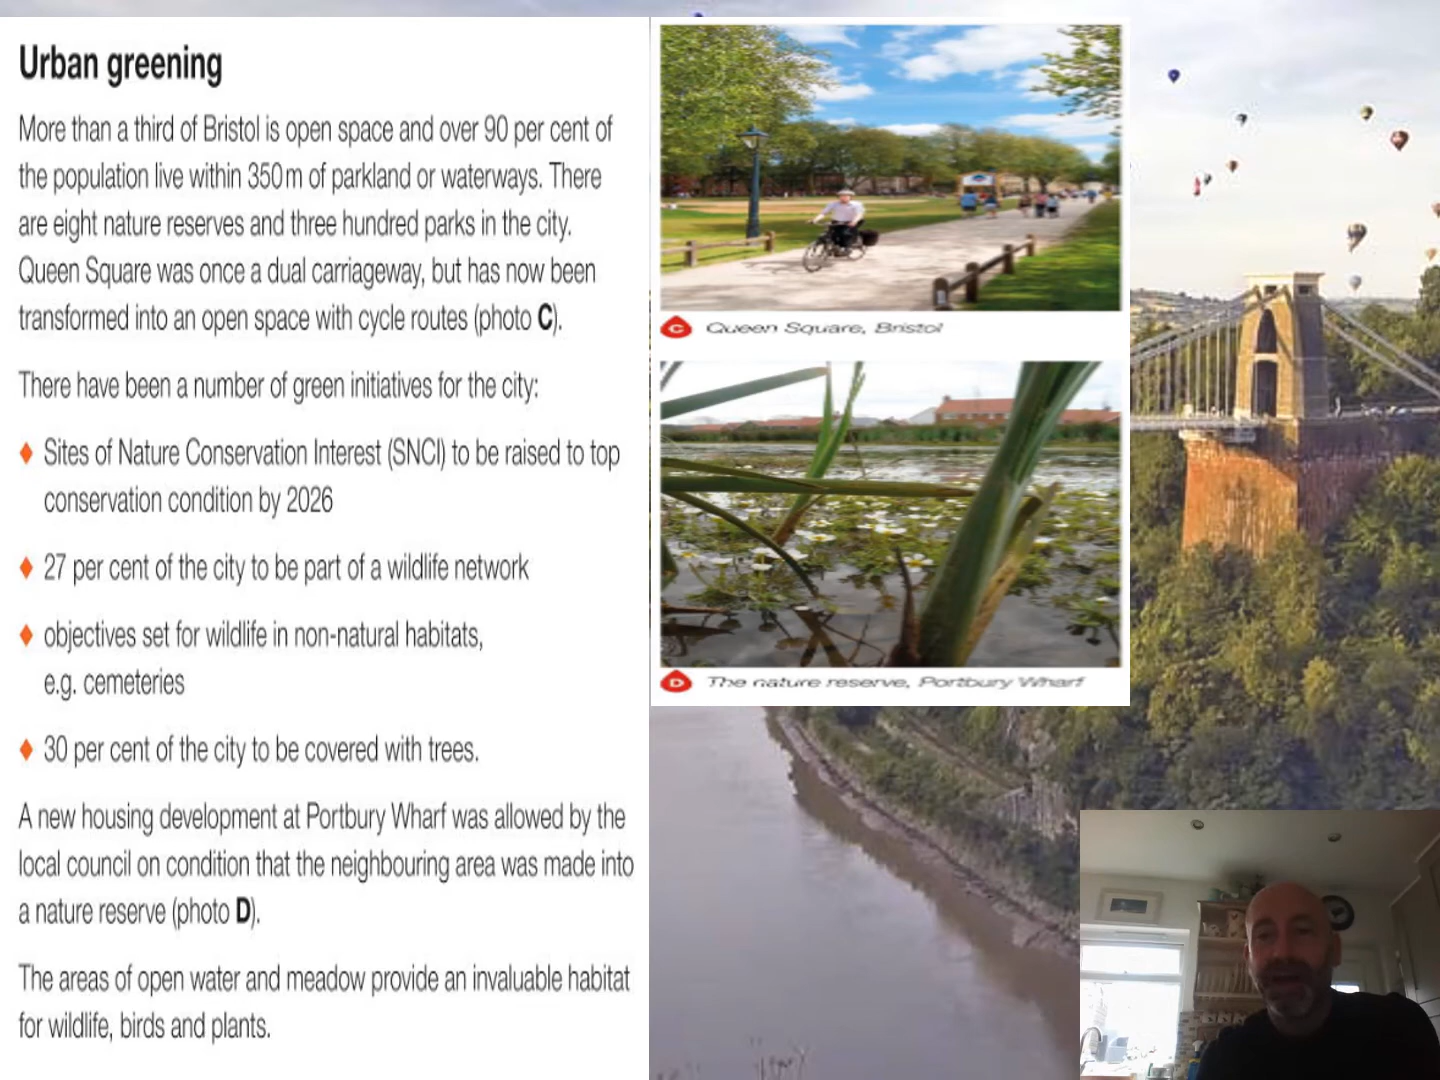 Urban greening
More than a third of Bristol is open space and over 90 per cent of
the population live within 350m of parkland or waterways. There
are eight nature reserves and three hundred parks in the city.
Queen Square was once a dual carriageway, but has now been
transformed into an open space with cycle routes (photo C).
There have been a number of green initiatives for the city:
♦ Sites of Nature Conservation Interest (SNCI) to be raised to top
conservation condition by 2026
♦ 27 per cent of the city to be part of a wildlife network
♦ objectives set for wildlife in non-natural habitats,
e.g. cemeteries
♦ 30 per cent of the city to be covered with trees.
A new housing development at Portbury Wharf was allowed by the
local council on condition that the neighbouring area was made into
a nature reserve (photo D).
The areas of open water and meadow provide an invaluable habitat
for wildlife, birds and plants.
C Queen Square, Bristol
D The nature reserve, Portbury Wharf